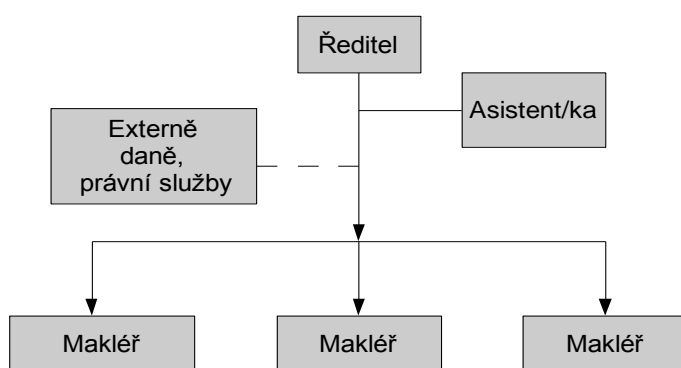 Ředitel
Asistent/ka
Externě
daně,
právní služby
Makléř
Makléř
Makléř